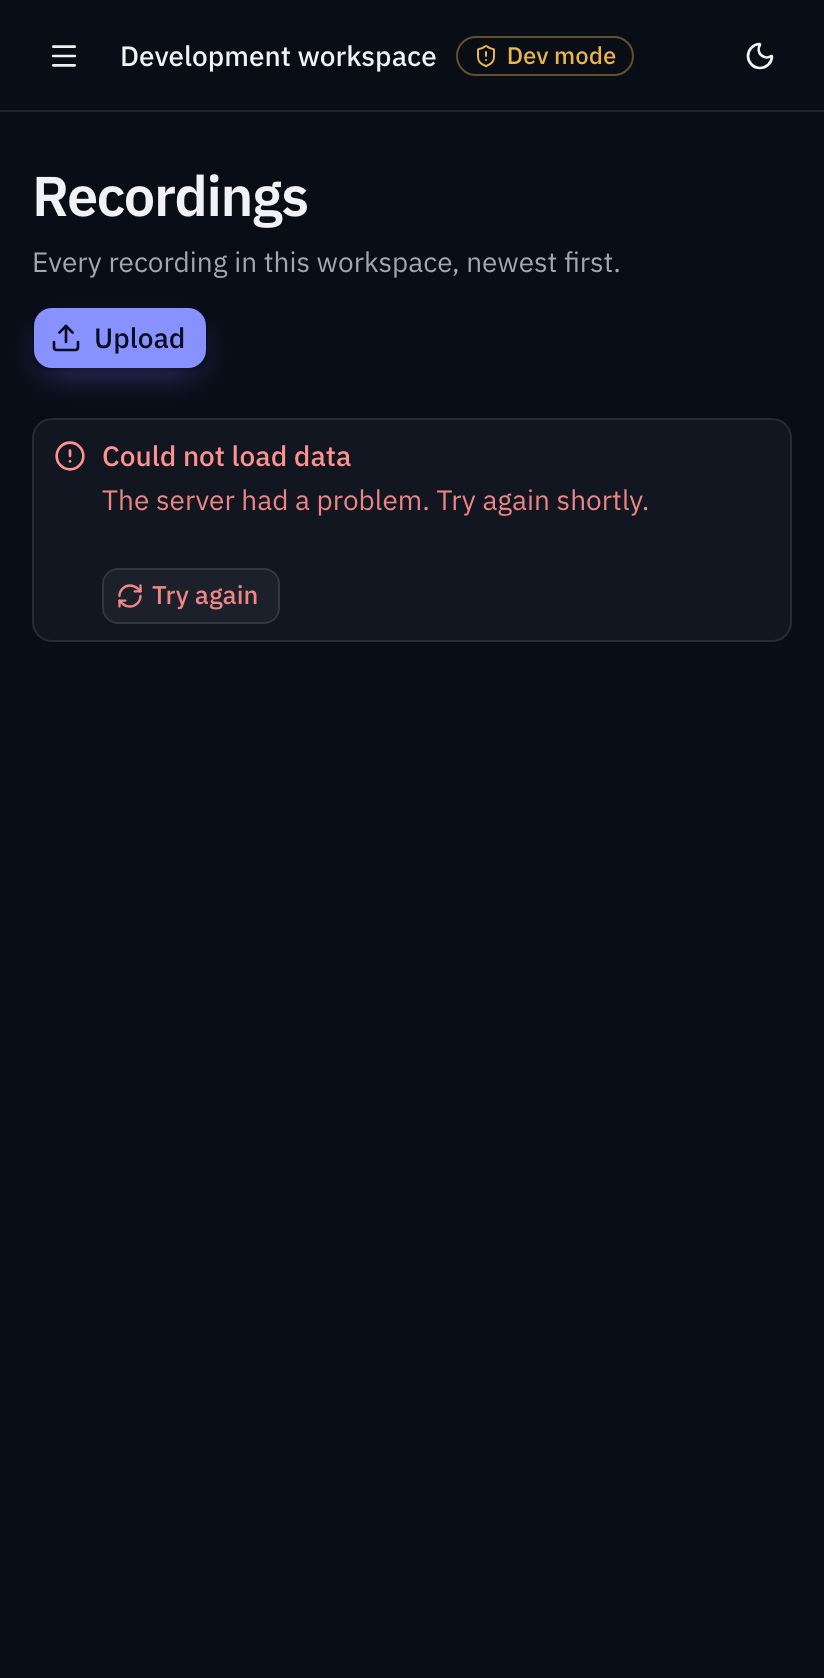 Development workspace Dev mode
Recordings
Every recording in this workspace, newest first.
Upload
Could not load data
The server had a problem. Try again shortly.
Try again